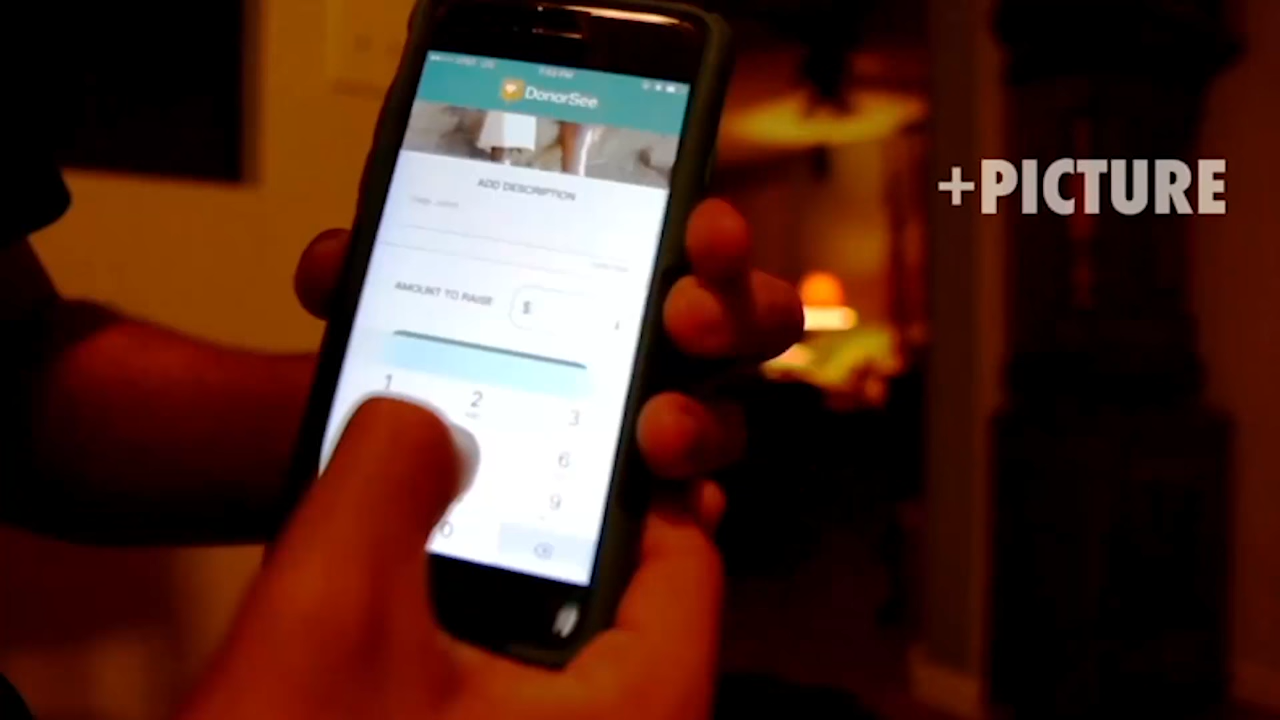 DonorSee
+PICTURE
ADD DESCRIPTION
AMOUNT TO RAISE $
1 2 3
6
9
0